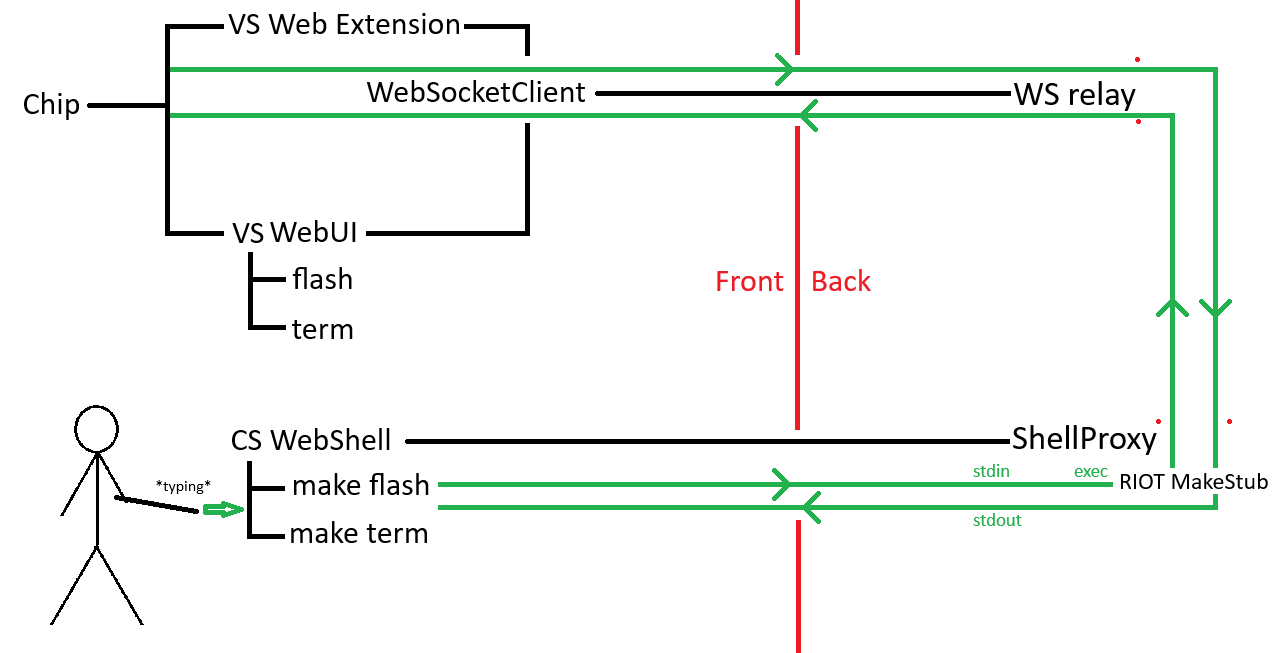 VS Web Extension
Chip
WebSocketClient
WS relay
VS WebUI
flash
term
Front
Back
CS WebShell
ShellProxy
*typing*
make flash
stdin
exec
RIOT MakeStub
make term
stdout